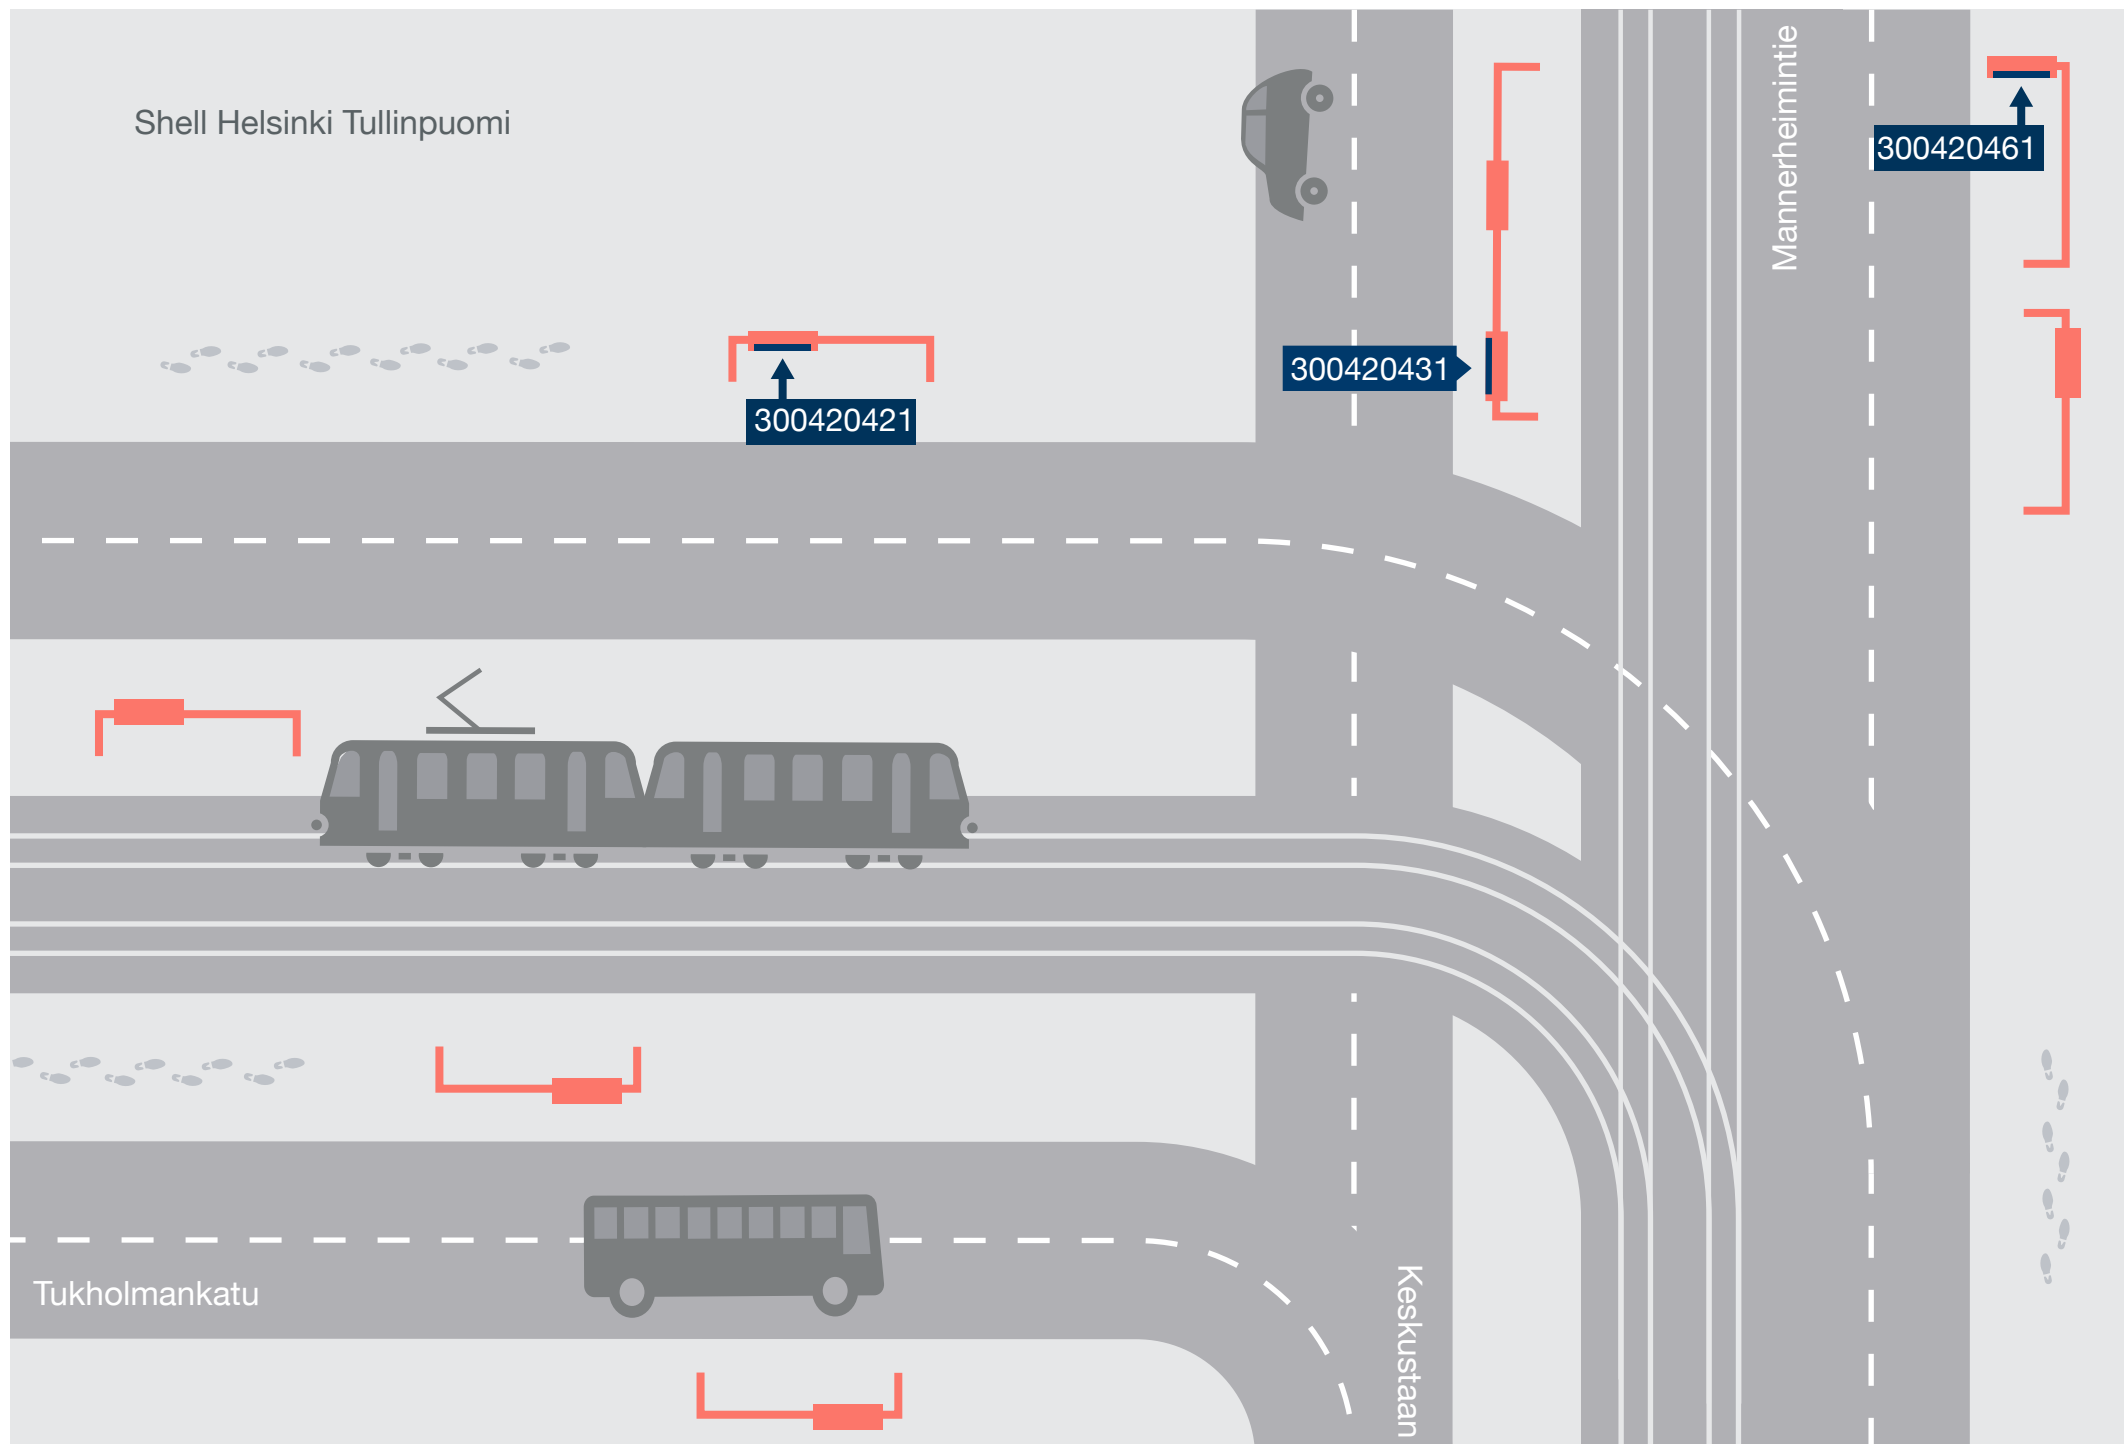 Shell Helsinki Tullinpuomi
Mannerheimintie
300420461
300420431
300420421
Tukholmankatu
Keskustaan